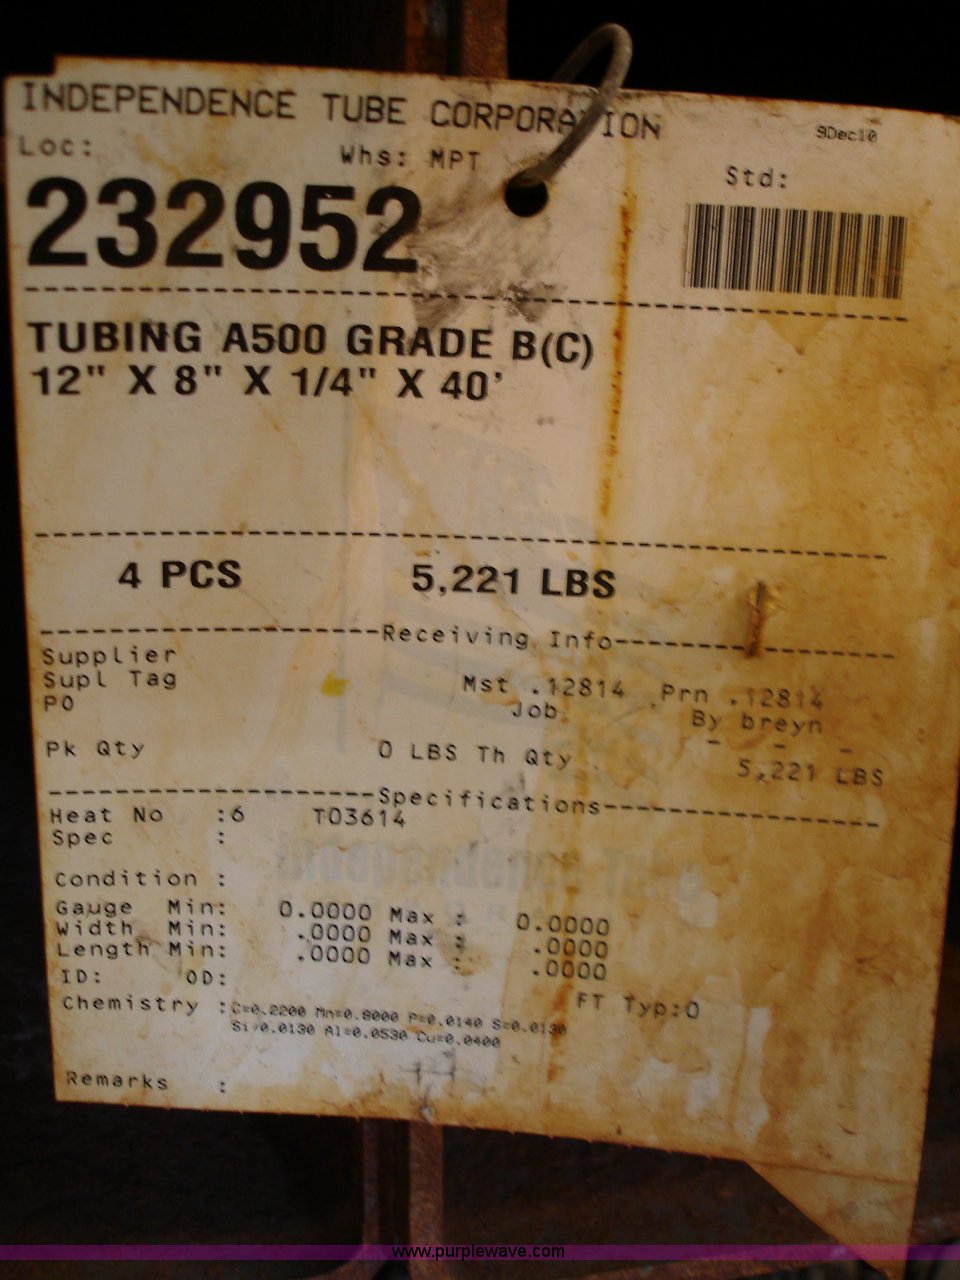 INDEPENDENCE TUBE CORPORATION
9Dec10
Loc: Whs: MPT
Std:
232952
TUBING A500 GRADE B(C)
12" X 8" X 1/4" X 40'
4 PCS 5,221 LBS
--------------------Receiving Info----------------
Supplier
Supl Tag Mst .12814 Prn .12814
PO Job By breyn
- - -
Pk Qty 0 LBS Th Qty 5,221 LBS
--------------------Specifications----------------
Heat No :6 T03614
Spec :
Independence Tube
Condition :
Gauge Min: 0.0000 Max : 0.0000
Width Min: .0000 Max : .0000
Length Min: .0000 Max : .0000
ID: OD:
FT Typ:0
Chemistry :C=0.2200 Mn=0.8000 P=0.0140 S=0.0130
Si=0.0130 Al=0.0530 Cu=0.0400
Remarks :
www.purplewave.com